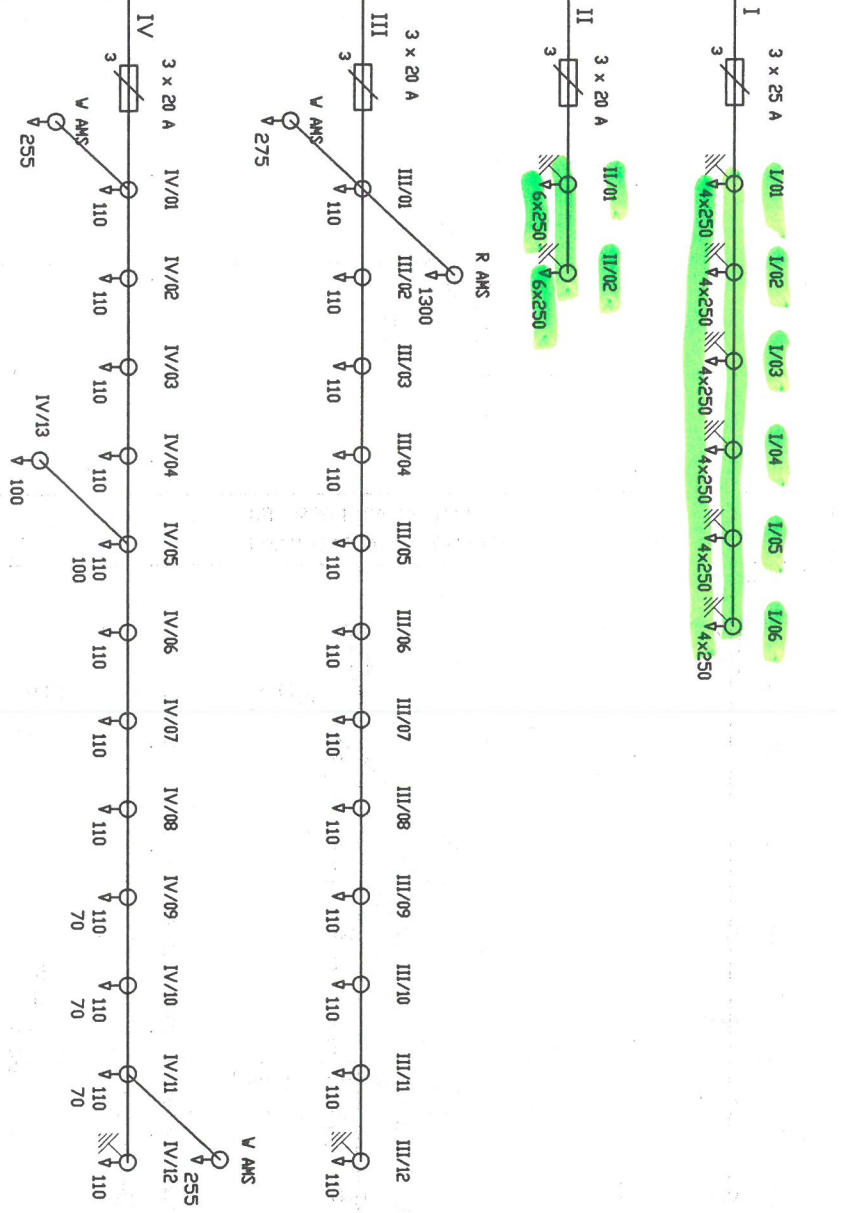 I
3 x 25 A
3
I/01 I/02 I/03 I/04 I/05 I/06
4x250 4x250 4x250 4x250 4x250 4x250
II
3 x 20 A
3
II/01 II/02
6x250 6x250
III
3 x 20 A
3
R AMS
1300
W AMS
275
III/01 III/02 III/03 III/04 III/05 III/06 III/07 III/08 III/09 III/10 III/11 III/12
110 110 110 110 110 110 110 110 110 110 110 110
IV
3 x 20 A
3
W AMS
255
IV/01 IV/02 IV/03 IV/04 IV/05 IV/06 IV/07 IV/08 IV/09 IV/10 IV/11 IV/12
110 110 110 110 110 110 110 110 110 110 110 110
100 70 70 70
IV/13
100
W AMS
255